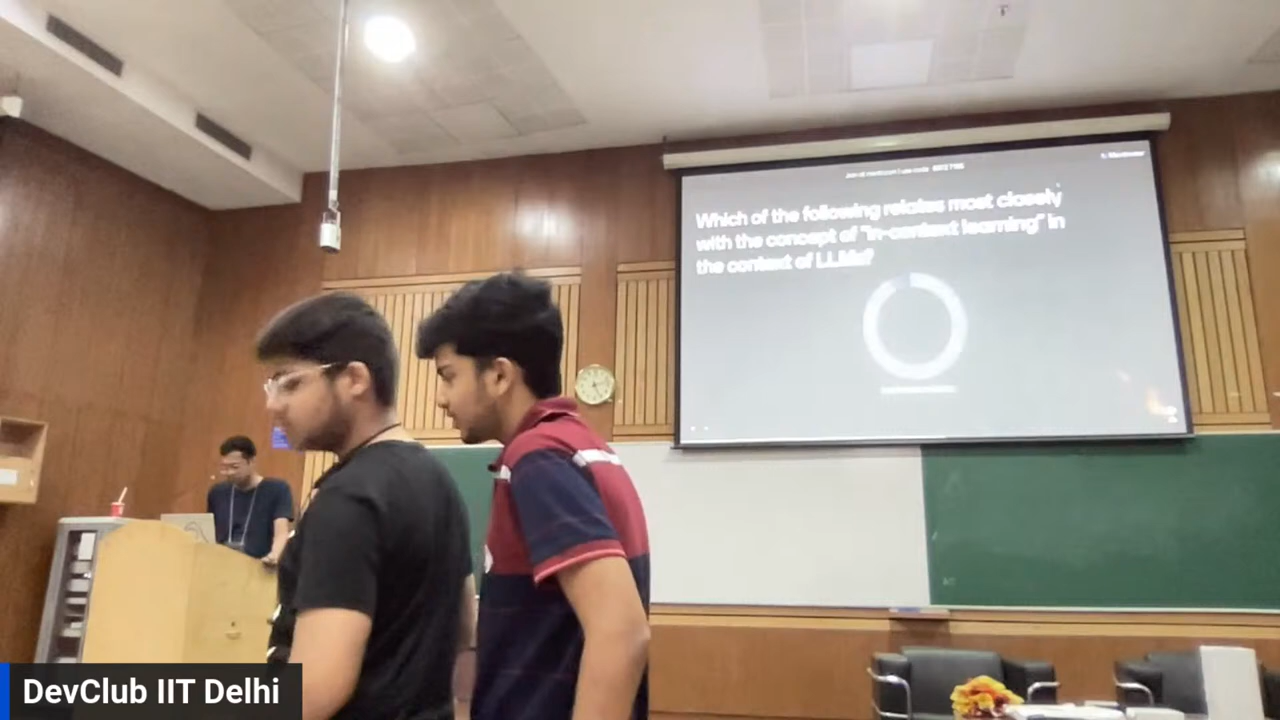 Which of the following relates most closely
with the concept of "in-context learning" in
the context of LLMs?
DevClub IIT Delhi